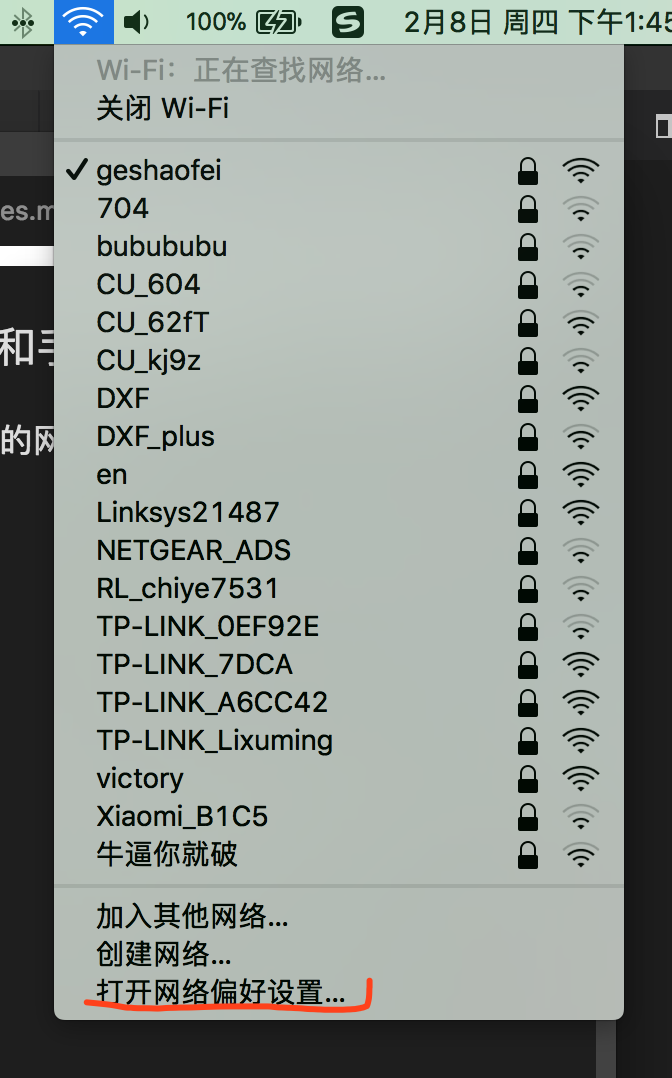 100% 2月8日 周四 下午1:45
Wi-Fi：正在查找网络...
关闭 Wi-Fi
geshaofei
704
bubububu
CU_604
CU_62fT
CU_kj9z
DXF
DXF_plus
en
Linksys21487
NETGEAR_ADS
RL_chiye7531
TP-LINK_0EF92E
TP-LINK_7DCA
TP-LINK_A6CC42
TP-LINK_Lixuming
victory
Xiaomi_B1C5
牛逼你就破
加入其他网络...
创建网络...
打开网络偏好设置...
es.m
和手
的网